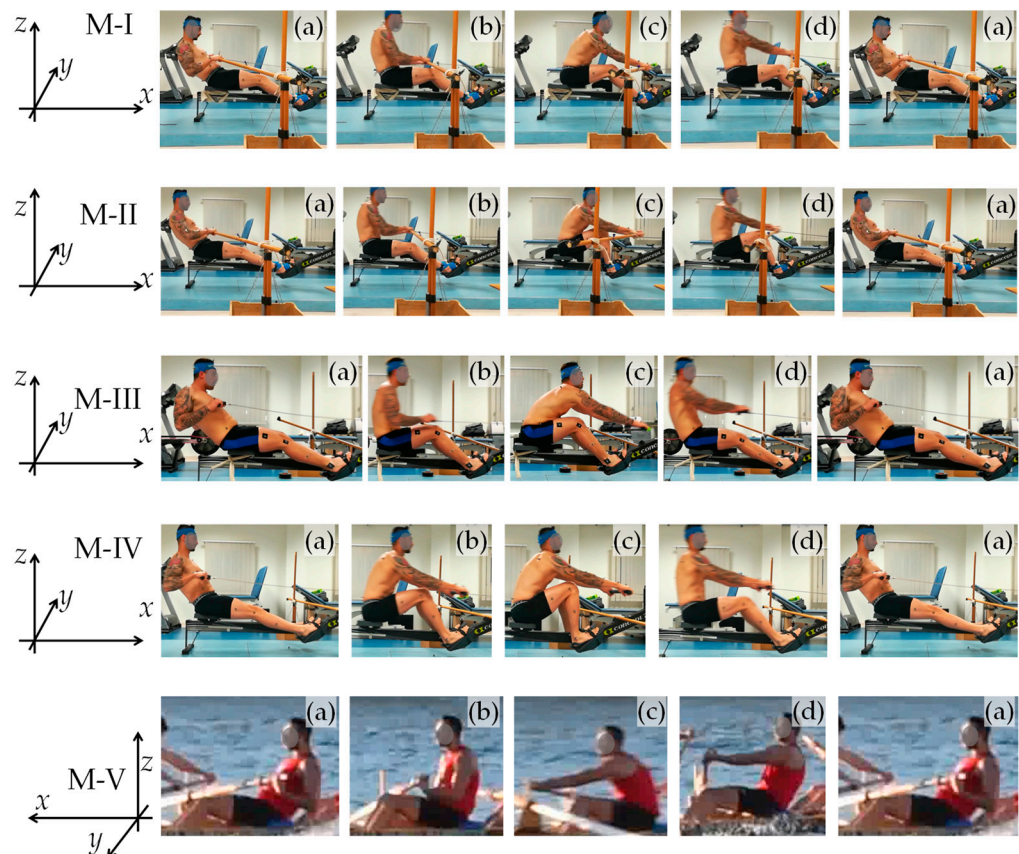 z M-I (a) (b) (c) (d) (a)
y
x
z M-II (a) (b) (c) (d) (a)
y
x
z M-III (a) (b) (c) (d) (a)
y
x
z M-IV (a) (b) (c) (d) (a)
y
x
(a) (b) (c) (d) (a)
z
M-V
x
y